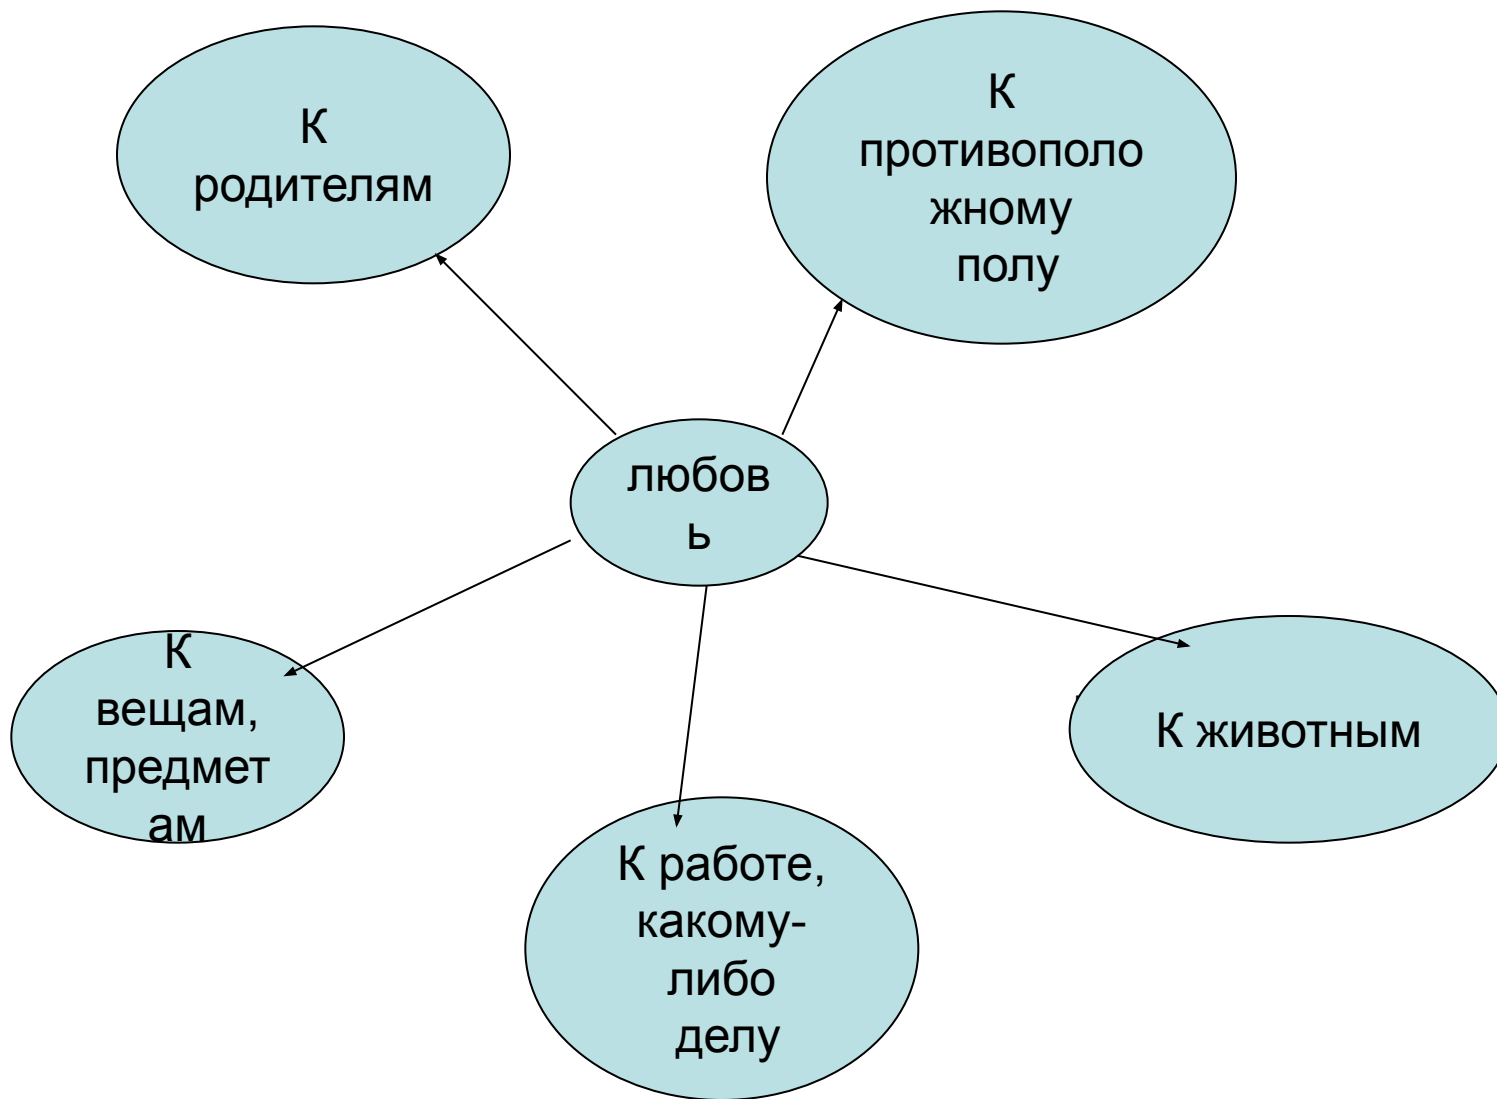 К
родителям
К
противополо
жному
полу
любов
ь
К
вещам,
предмет
ам
К работе,
какому-
либо
делу
К животным